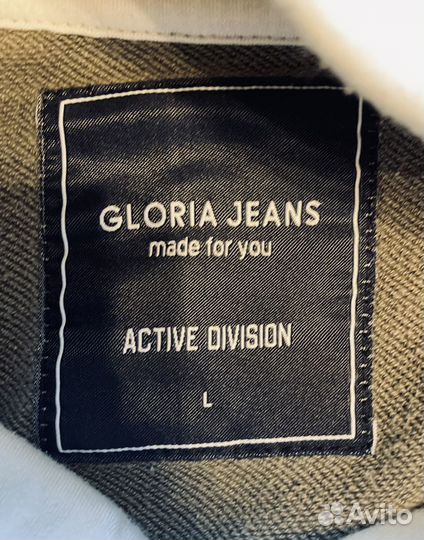 GLORIA JEANS
made for you
ACTIVE DIVISION
L
Avito